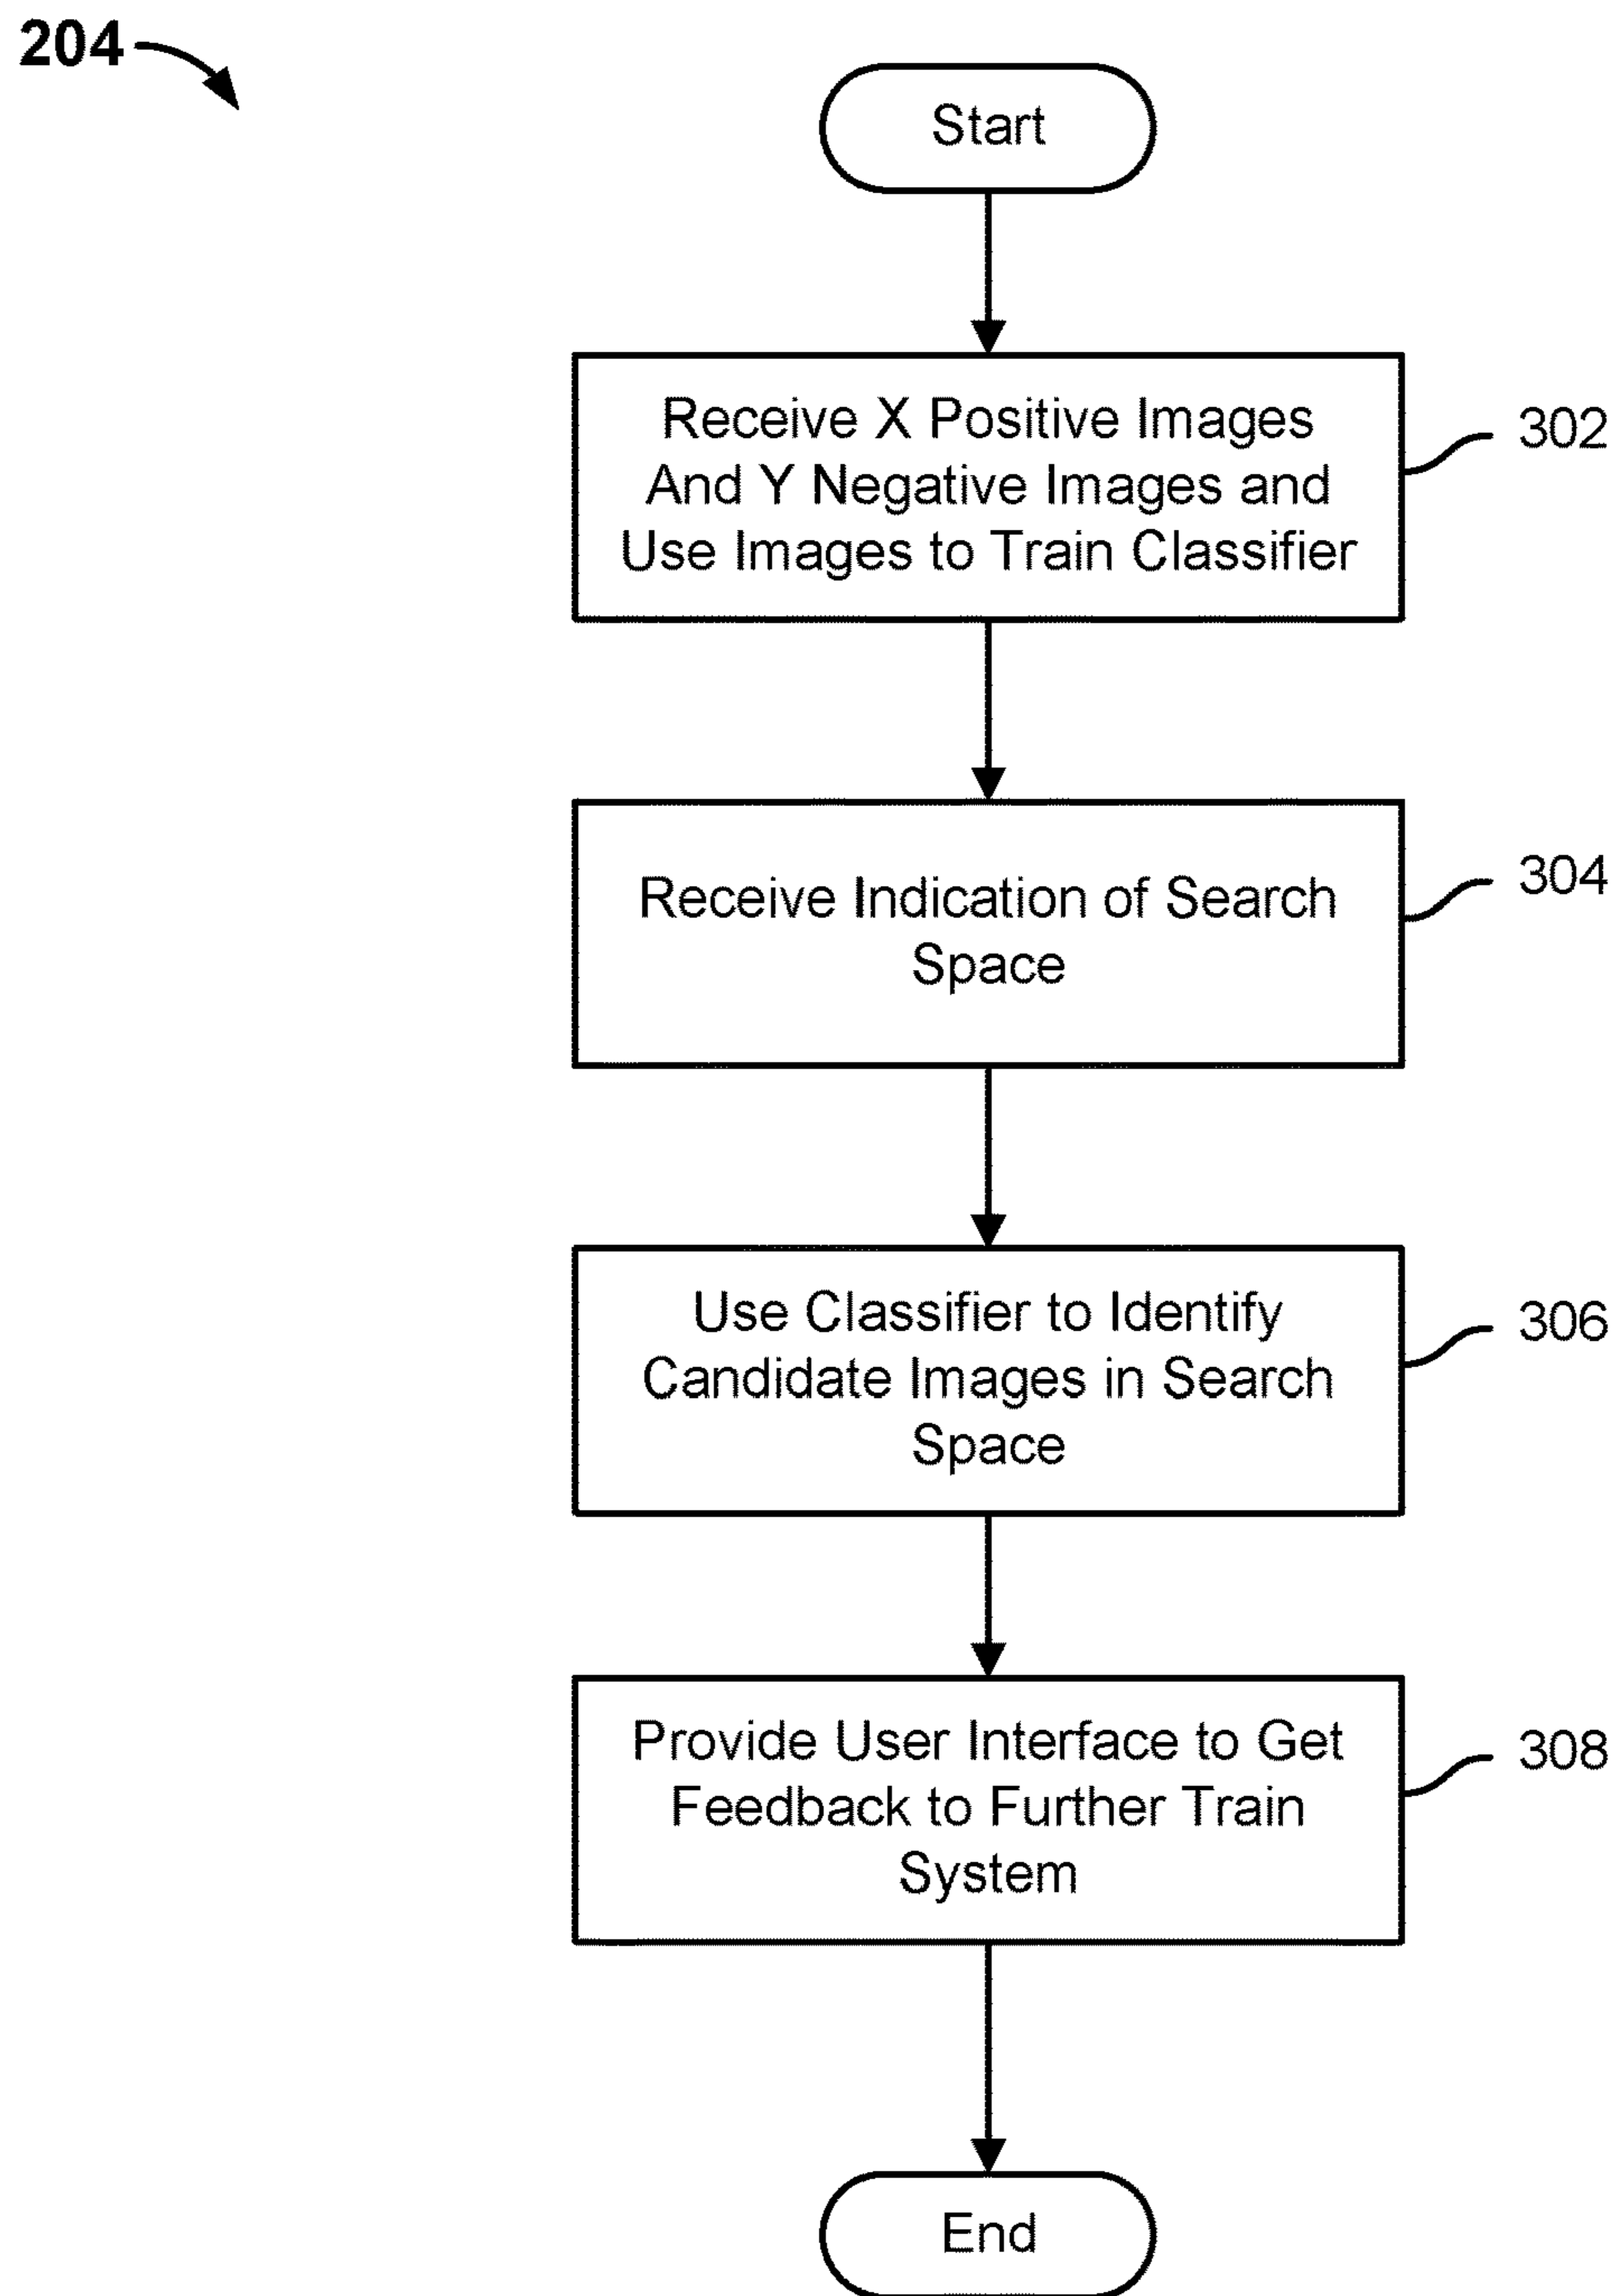 204
Start
Receive X Positive Images
And Y Negative Images and
Use Images to Train Classifier
302
Receive Indication of Search
Space
304
Use Classifier to Identify
Candidate Images in Search
Space
306
Provide User Interface to Get
Feedback to Further Train
System
308
End